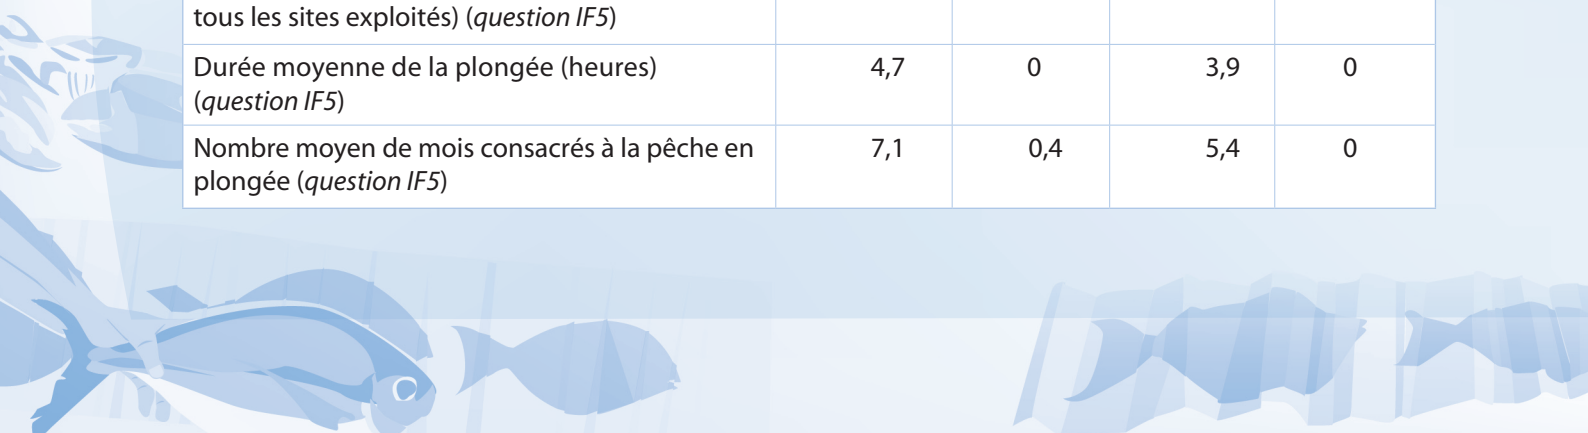 tous les sites exploités) (question IF5)
Durée moyenne de la plongée (heures) 4,7 0 3,9 0
(question IF5)
Nombre moyen de mois consacrés à la pêche en 7,1 0,4 5,4 0
plongée (question IF5)